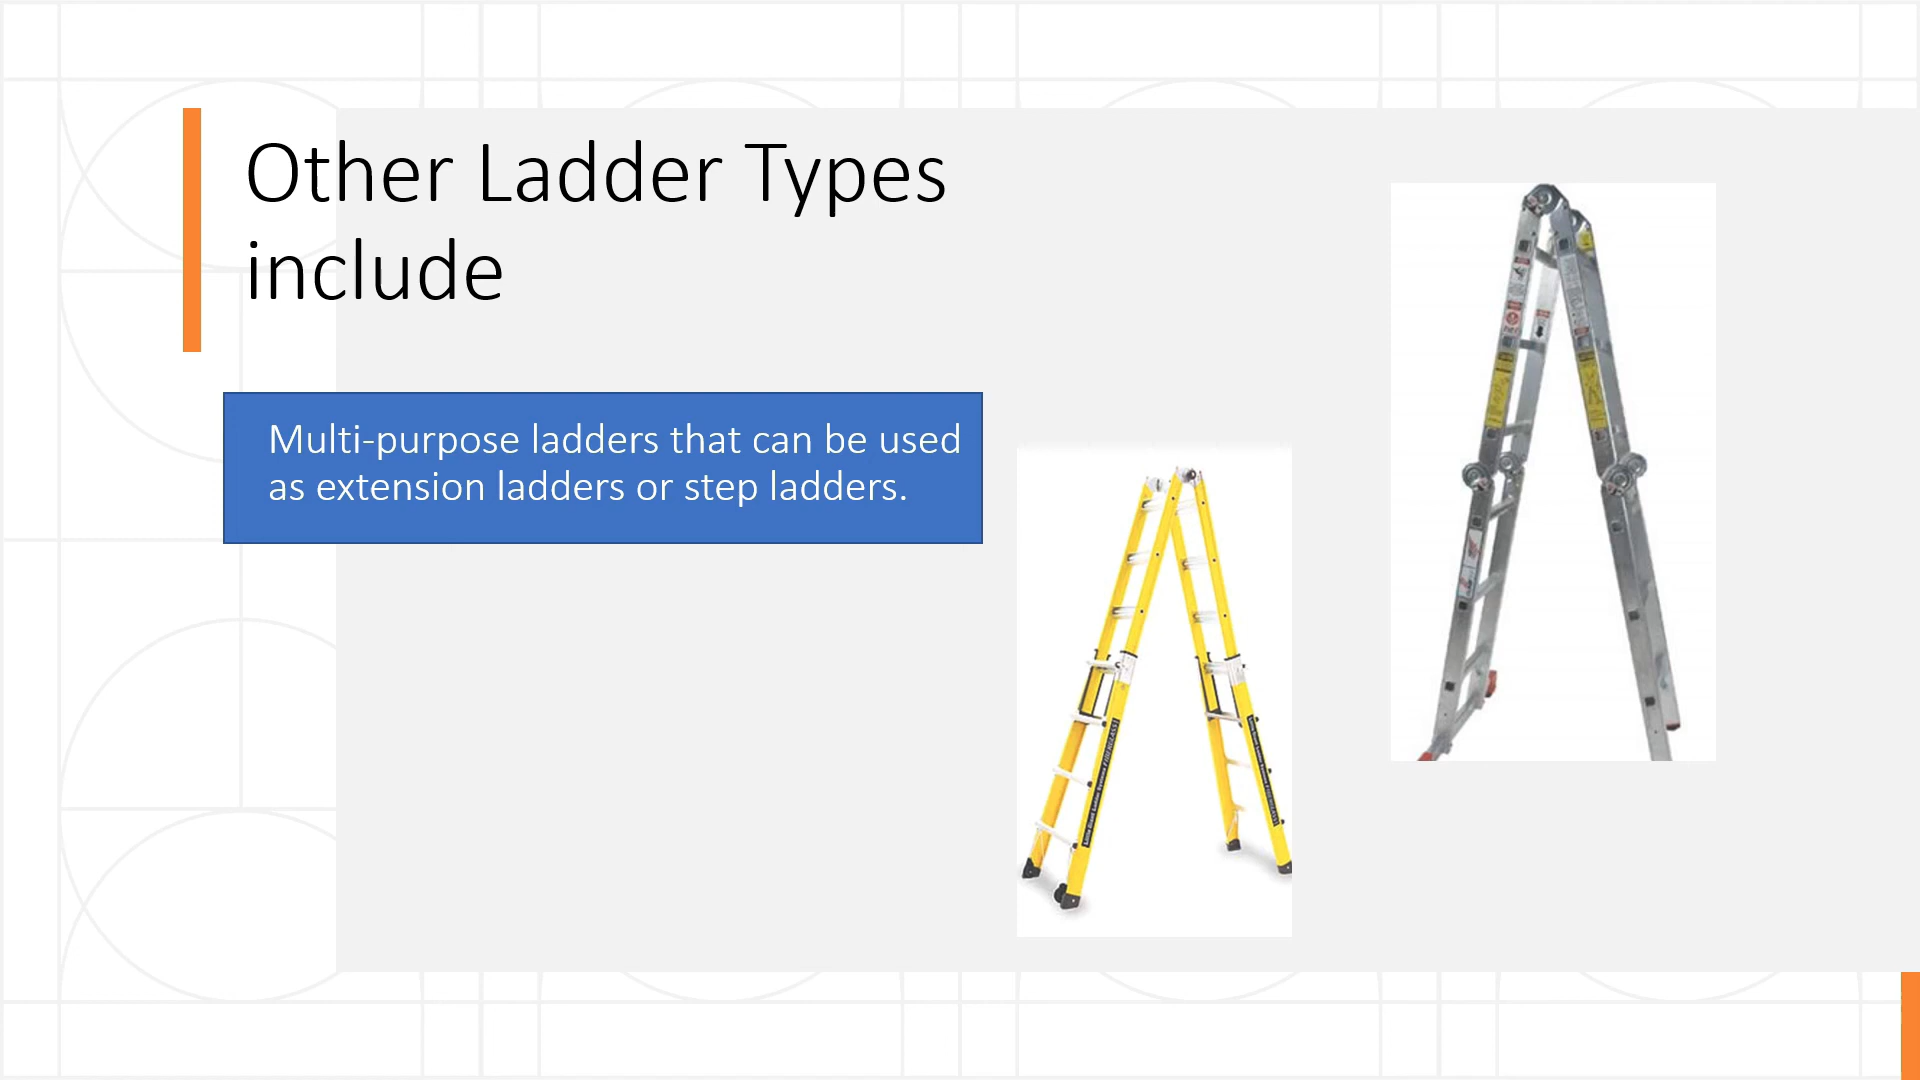 Other Ladder Types
include
Multi-purpose ladders that can be used
as extension ladders or step ladders.